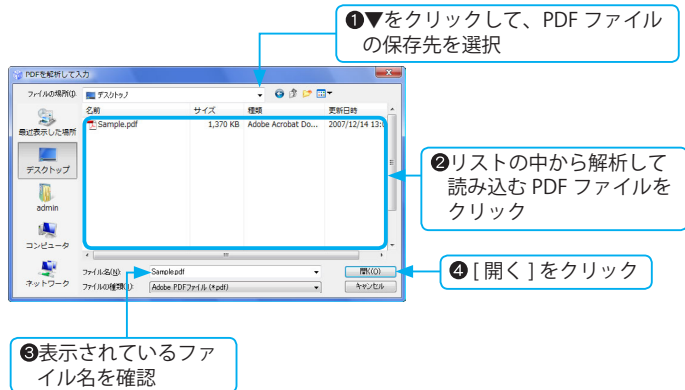 ❶▼をクリックして、PDF ファイル
の保存先を選択
PDFを解析して入力
ファイルの場所(I):
デスクトップ
名前
サイズ
種類
更新日時
Sample.pdf
1,370 KB
Adobe Acrobat Do...
2007/12/14 13:0
最近表示した場所
デスクトップ
admin
コンピュータ
ネットワーク
❷リストの中から解析して
読み込む PDF ファイルを
クリック
ファイル名(N):
Sample.pdf
開く(O)
ファイルの種類(T):
Adobe PDFファイル (*.pdf)
キャンセル
❹ [ 開く ] をクリック
❸表示されているファ
イル名を確認